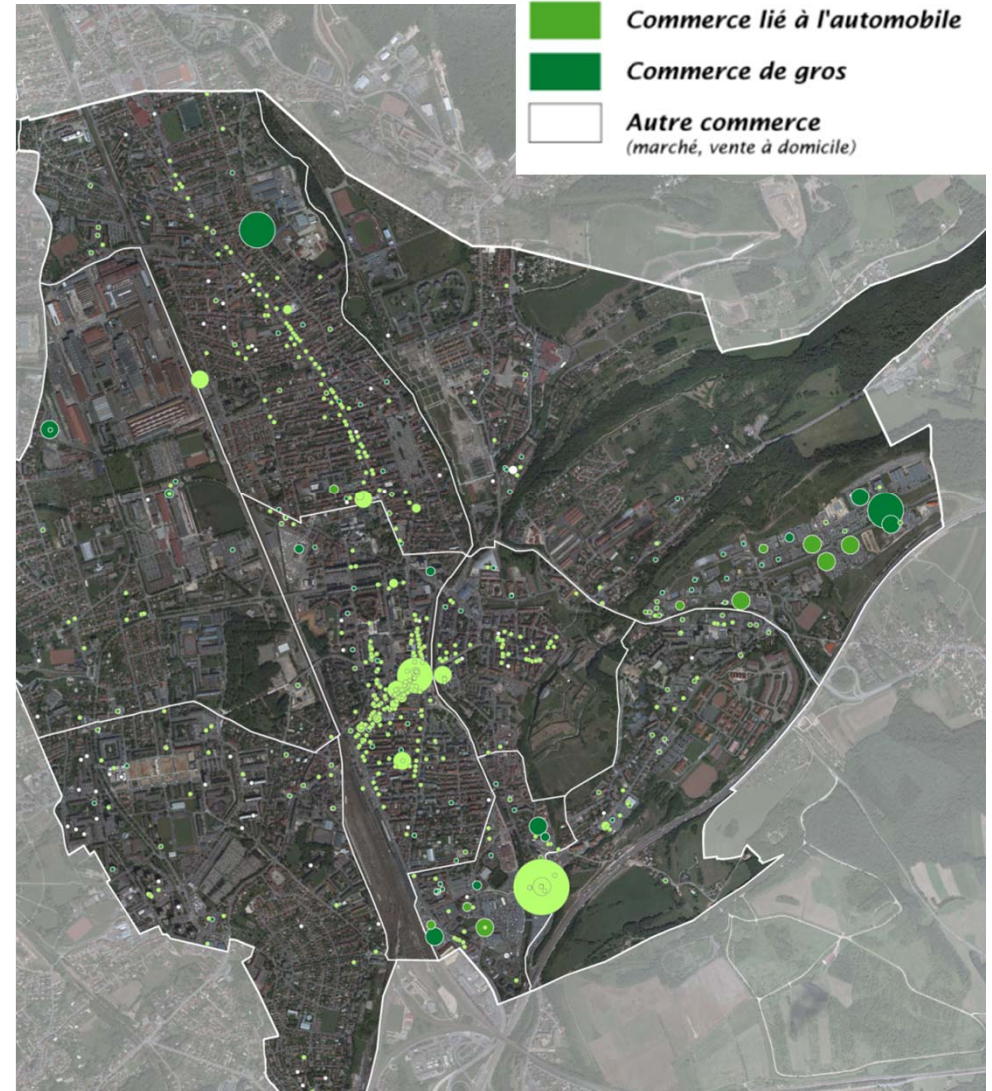 Commerce lié à l'automobile
Commerce de gros
Autre commerce
(marché, vente à domicile)